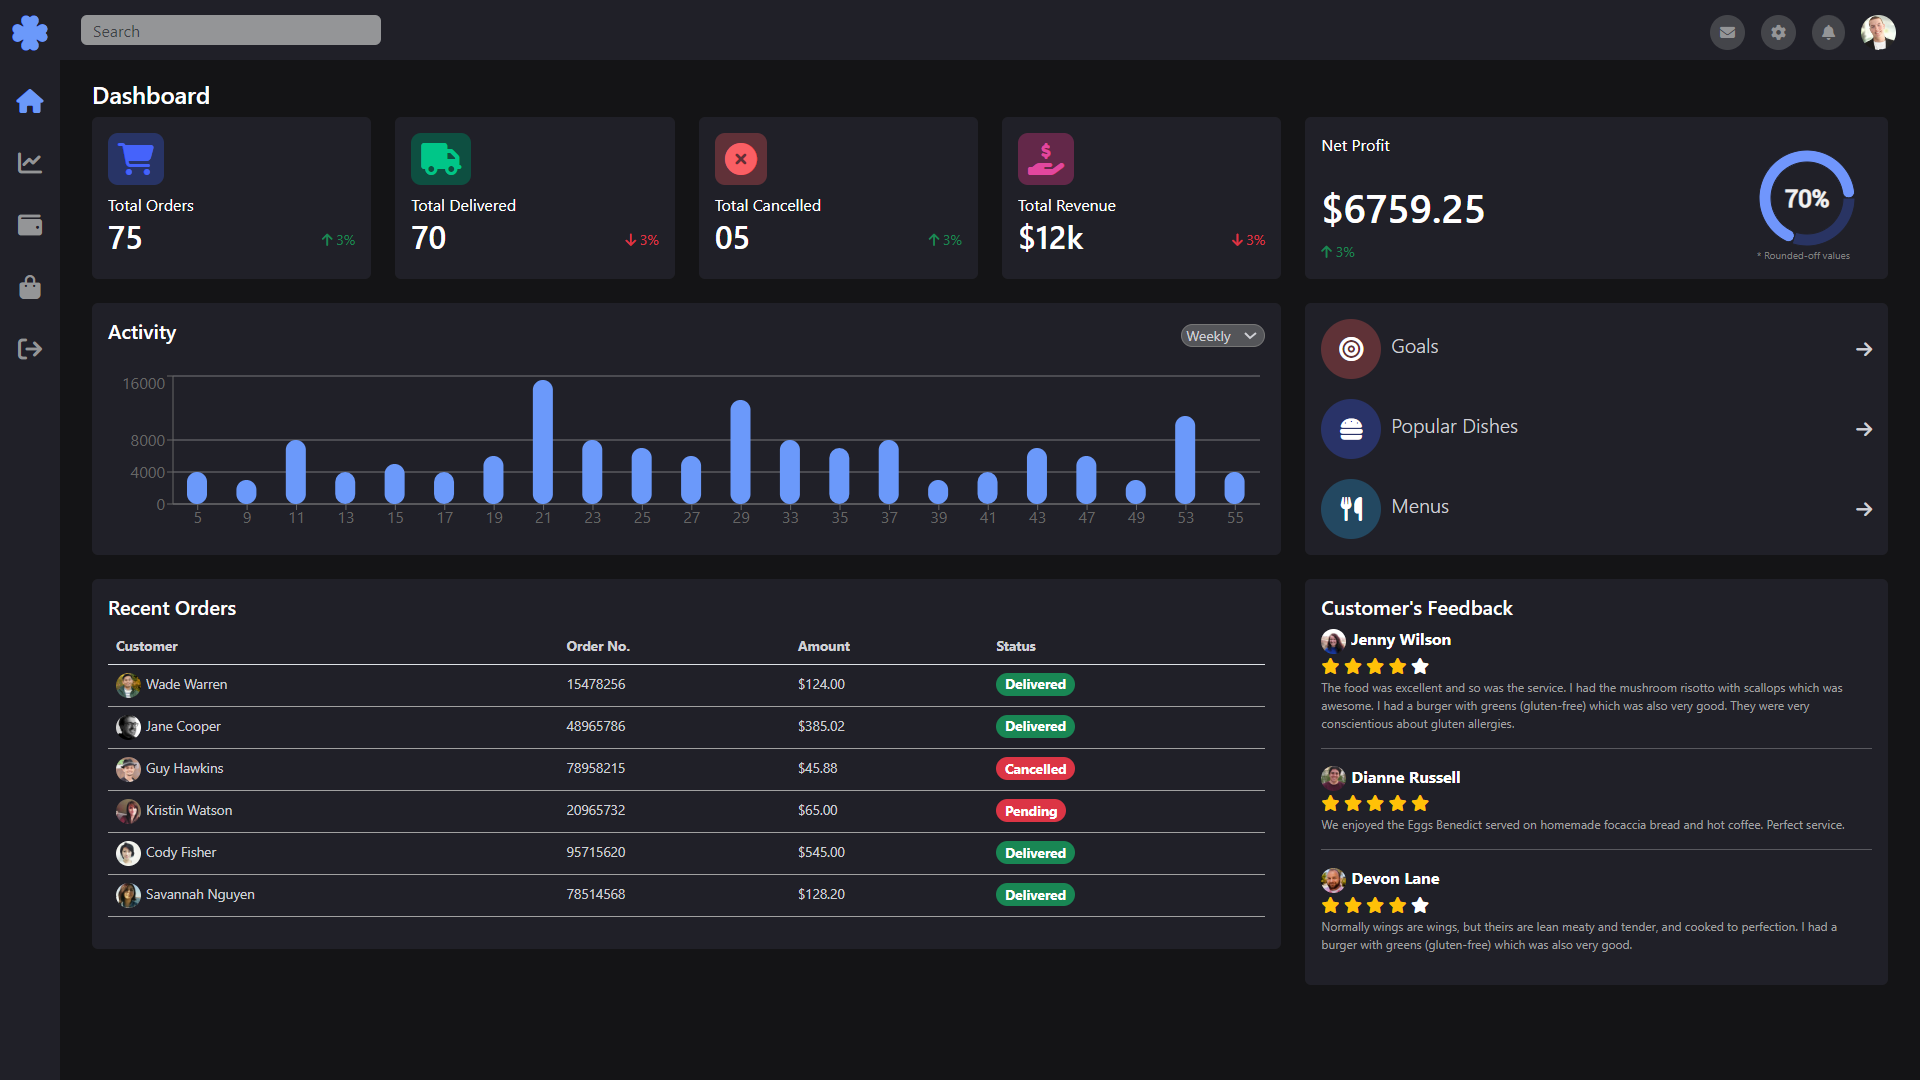 Search
Dashboard
Total Orders
75
3%
Total Delivered
70
3%
Total Cancelled
05
3%
Total Revenue
$12k
3%
Net Profit
$6759.25
3%
70%
* Rounded-off values
Activity
Weekly
16000
8000
4000
0
5 9 11 13 15 17 19 21 23 25 27 29 33 35 37 39 41 43 47 49 53 55
Goals
Popular Dishes
Menus
Recent Orders
Customer Order No. Amount Status
Wade Warren 15478256 $124.00 Delivered
Jane Cooper 48965786 $385.02 Delivered
Guy Hawkins 78958215 $45.88 Cancelled
Kristin Watson 20965732 $65.00 Pending
Cody Fisher 95715620 $545.00 Delivered
Savannah Nguyen 78514568 $128.20 Delivered
Customer's Feedback
Jenny Wilson
The food was excellent and so was the service. I had the mushroom risotto with scallops which was
awesome. I had a burger with greens (gluten-free) which was also very good. They were very
conscientious about gluten allergies.
Dianne Russell
We enjoyed the Eggs Benedict served on homemade focaccia bread and hot coffee. Perfect service.
Devon Lane
Normally wings are wings, but theirs are lean meaty and tender, and cooked to perfection. I had a
burger with greens (gluten-free) which was also very good.